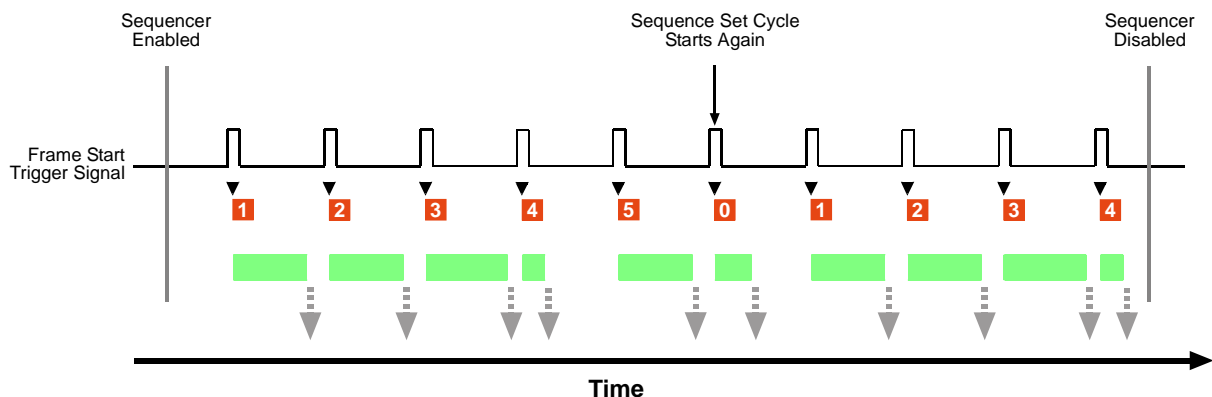 Sequencer
Enabled
Sequence Set Cycle
Starts Again
Sequencer
Disabled
Frame Start
Trigger Signal
1 2 3 4 5 0 1 2 3 4
Time